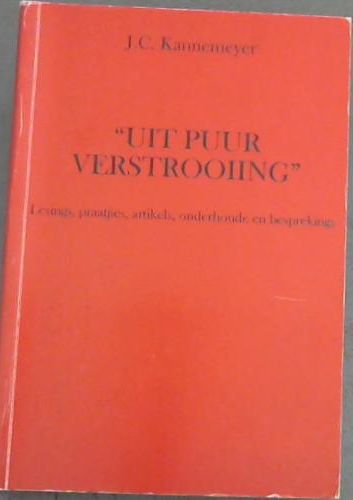 J.C. Kannemeyer
“UIT PUUR
VERSTROOIING”
Lesings, praatjies, artikels, onderhoude en besprekings